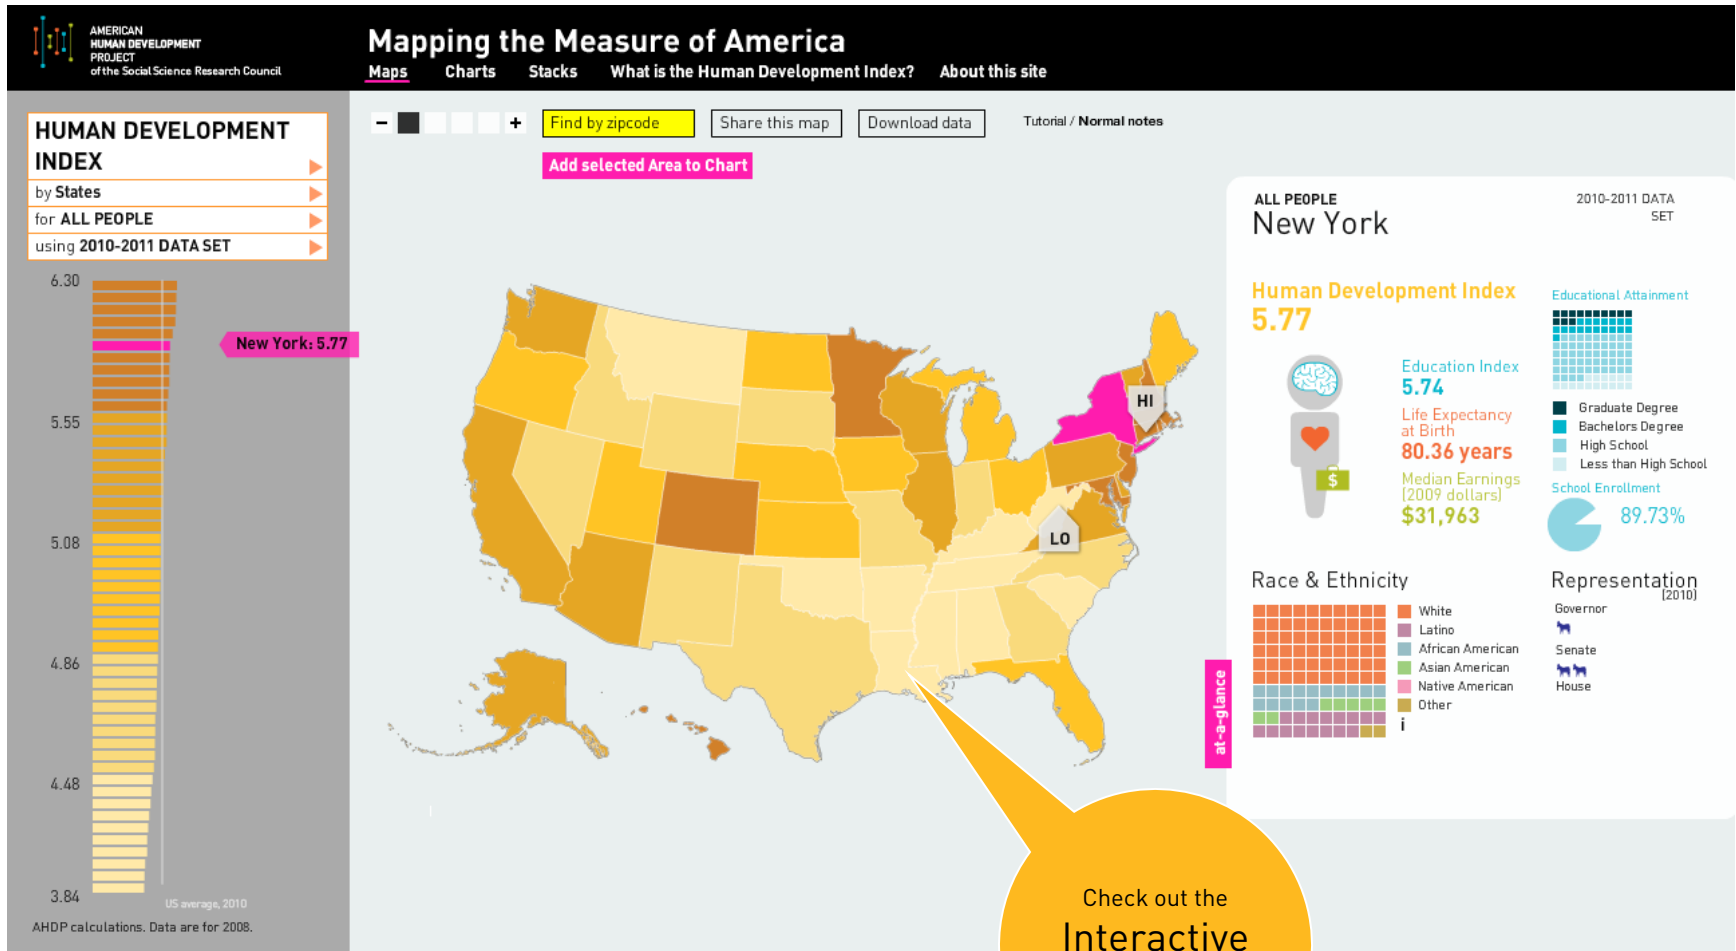 AMERICAN
HUMAN DEVELOPMENT
PROJECT
of the Social Science Research Council
Mapping the Measure of America
Maps Charts Stacks What is the Human Development Index? About this site
HUMAN DEVELOPMENT
INDEX
by States
for ALL PEOPLE
using 2010-2011 DATA SET
6.30
New York: 5.77
5.55
5.08
4.86
4.48
3.84
US average, 2010
AHDP calculations. Data are for 2008.
− + Find by zipcode Share this map Download data Tutorial / Normal notes
Add selected Area to Chart
HI
LO
at-a-glance
ALL PEOPLE
New York
2010-2011 DATA
SET
Human Development Index
5.77
Education Index
5.74
Life Expectancy
at Birth
80.36 years
Median Earnings
(2009 dollars)
$31,963
$
Educational Attainment
Graduate Degree
Bachelors Degree
High School
Less than High School
School Enrollment
89.73%
Race & Ethnicity
White
Latino
African American
Asian American
Native American
Other
i
Representation
(2010)
Governor
Senate
House
Check out the
Interactive